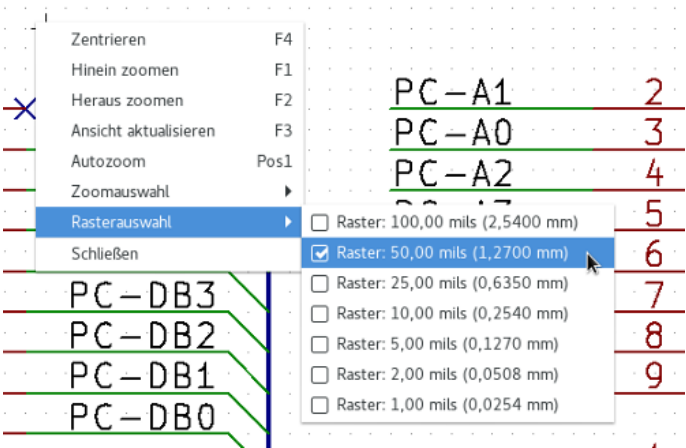 Zentrieren F4
Hinein zoomen F1
Heraus zoomen F2
Ansicht aktualisieren F3
Autozoom Pos1
Zoomauswahl
Rasterauswahl
Schließen
Raster: 100,00 mils (2,5400 mm)
Raster: 50,00 mils (1,2700 mm)
Raster: 25,00 mils (0,6350 mm)
Raster: 10,00 mils (0,2540 mm)
Raster: 5,00 mils (0,1270 mm)
Raster: 2,00 mils (0,0508 mm)
Raster: 1,00 mils (0,0254 mm)
PC-A1 2
PC-A0 3
PC-A2 4
5
6
7
8
9
PC-DB3
PC-DB2
PC-DB1
PC-DB0